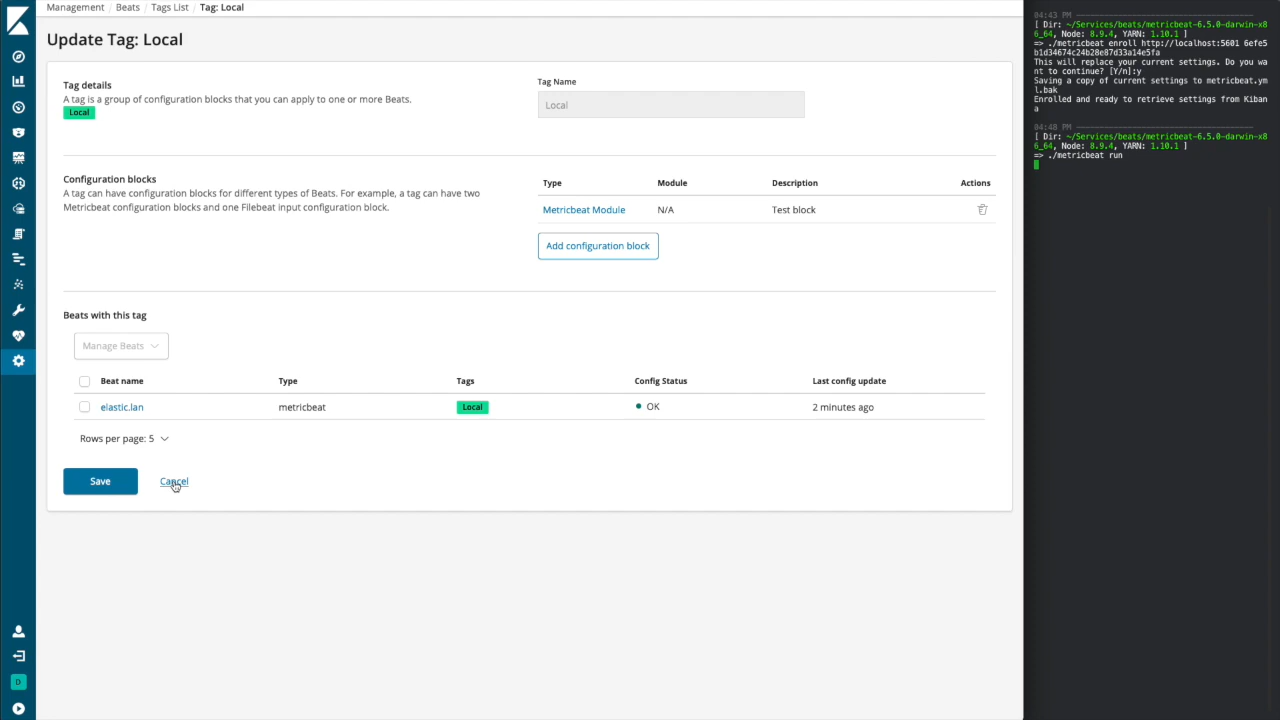 Management / Beats / Tags List / Tag: Local
Update Tag: Local
Tag details
A tag is a group of configuration blocks that you can apply to one or more Beats.
Local
Tag Name
Local
Configuration blocks
A tag can have configuration blocks for different types of Beats. For example, a tag can have two
Metricbeat configuration blocks and one Filebeat input configuration block.
Type Module Description Actions
Metricbeat Module N/A Test block
Add configuration block
Beats with this tag
Manage Beats
Beat name Type Tags Config Status Last config update
elastic.lan metricbeat Local OK 2 minutes ago
Rows per page: 5
Save Cancel
D
04:43 PM
[ Dir: ~/Services/beats/metricbeat-6.5.0-darwin-x8
6_64, Node: 8.9.4, YARN: 1.10.1 ]
=> ./metricbeat enroll http://localhost:5601 6efe5
b1d34674c24b28e87d33a14e5fa
This will replace your current settings. Do you wa
nt to continue? [Y/n]:y
Saving a copy of current settings to metricbeat.ym
l.bak
Enrolled and ready to retrieve settings from Kiban
a
04:48 PM
[ Dir: ~/Services/beats/metricbeat-6.5.0-darwin-x8
6_64, Node: 8.9.4, YARN: 1.10.1 ]
=> ./metricbeat run